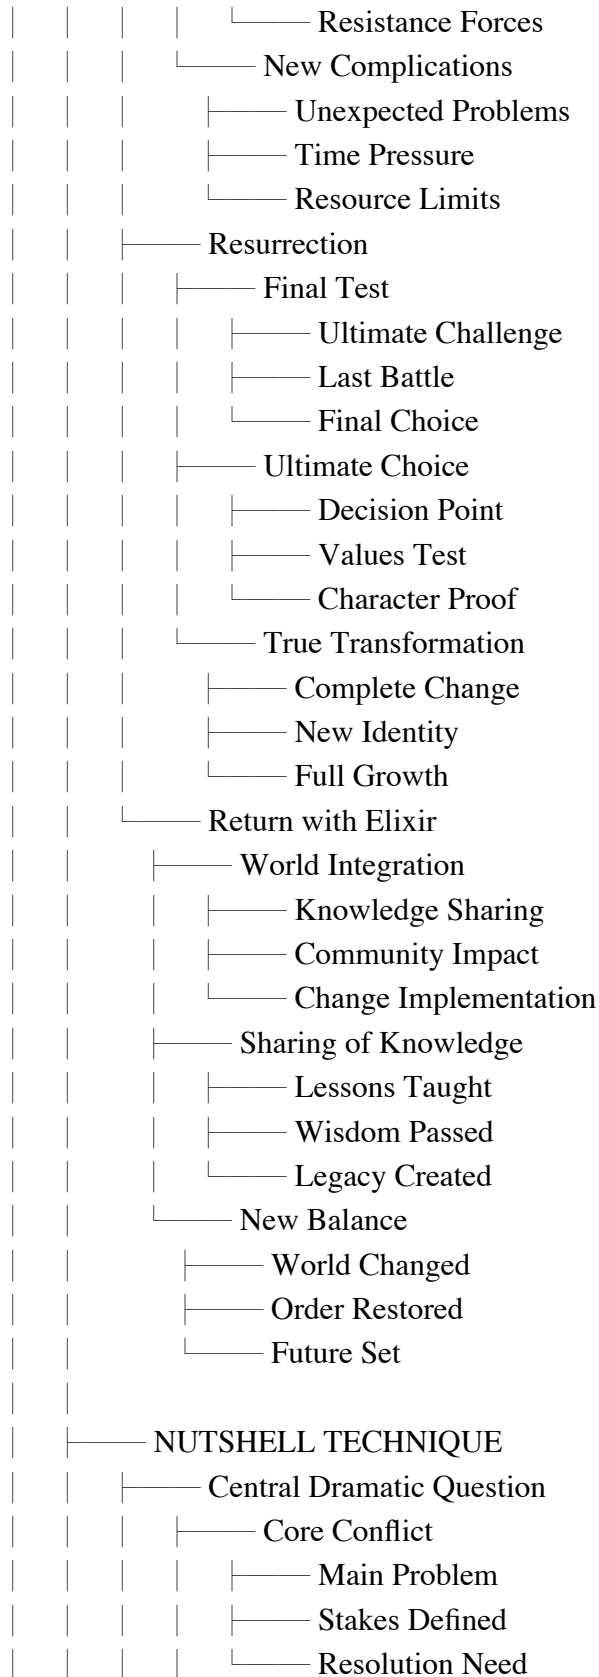 Resistance Forces
New Complications
Unexpected Problems
Time Pressure
Resource Limits
Resurrection
Final Test
Ultimate Challenge
Last Battle
Final Choice
Ultimate Choice
Decision Point
Values Test
Character Proof
True Transformation
Complete Change
New Identity
Full Growth
Return with Elixir
World Integration
Knowledge Sharing
Community Impact
Change Implementation
Sharing of Knowledge
Lessons Taught
Wisdom Passed
Legacy Created
New Balance
World Changed
Order Restored
Future Set
NUTSHELL TECHNIQUE
Central Dramatic Question
Core Conflict
Main Problem
Stakes Defined
Resolution Need